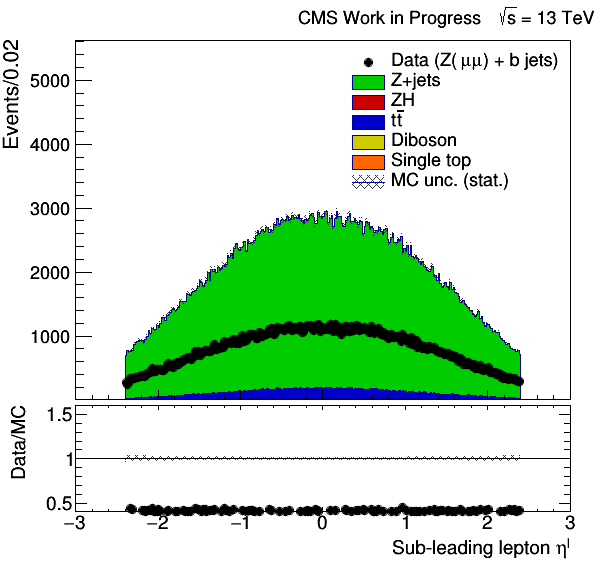 CMS Work in Progress √s = 13 TeV
Events/0.02
5000
4000
3000
2000
1000
Data (Z(μμ) + b jets)
Z+jets
ZH
tt̅
Diboson
Single top
MC unc. (stat.)
Data/MC
1.5
1
0.5
−3 −2 −1 0 1 2 3
Sub-leading lepton ηˡ